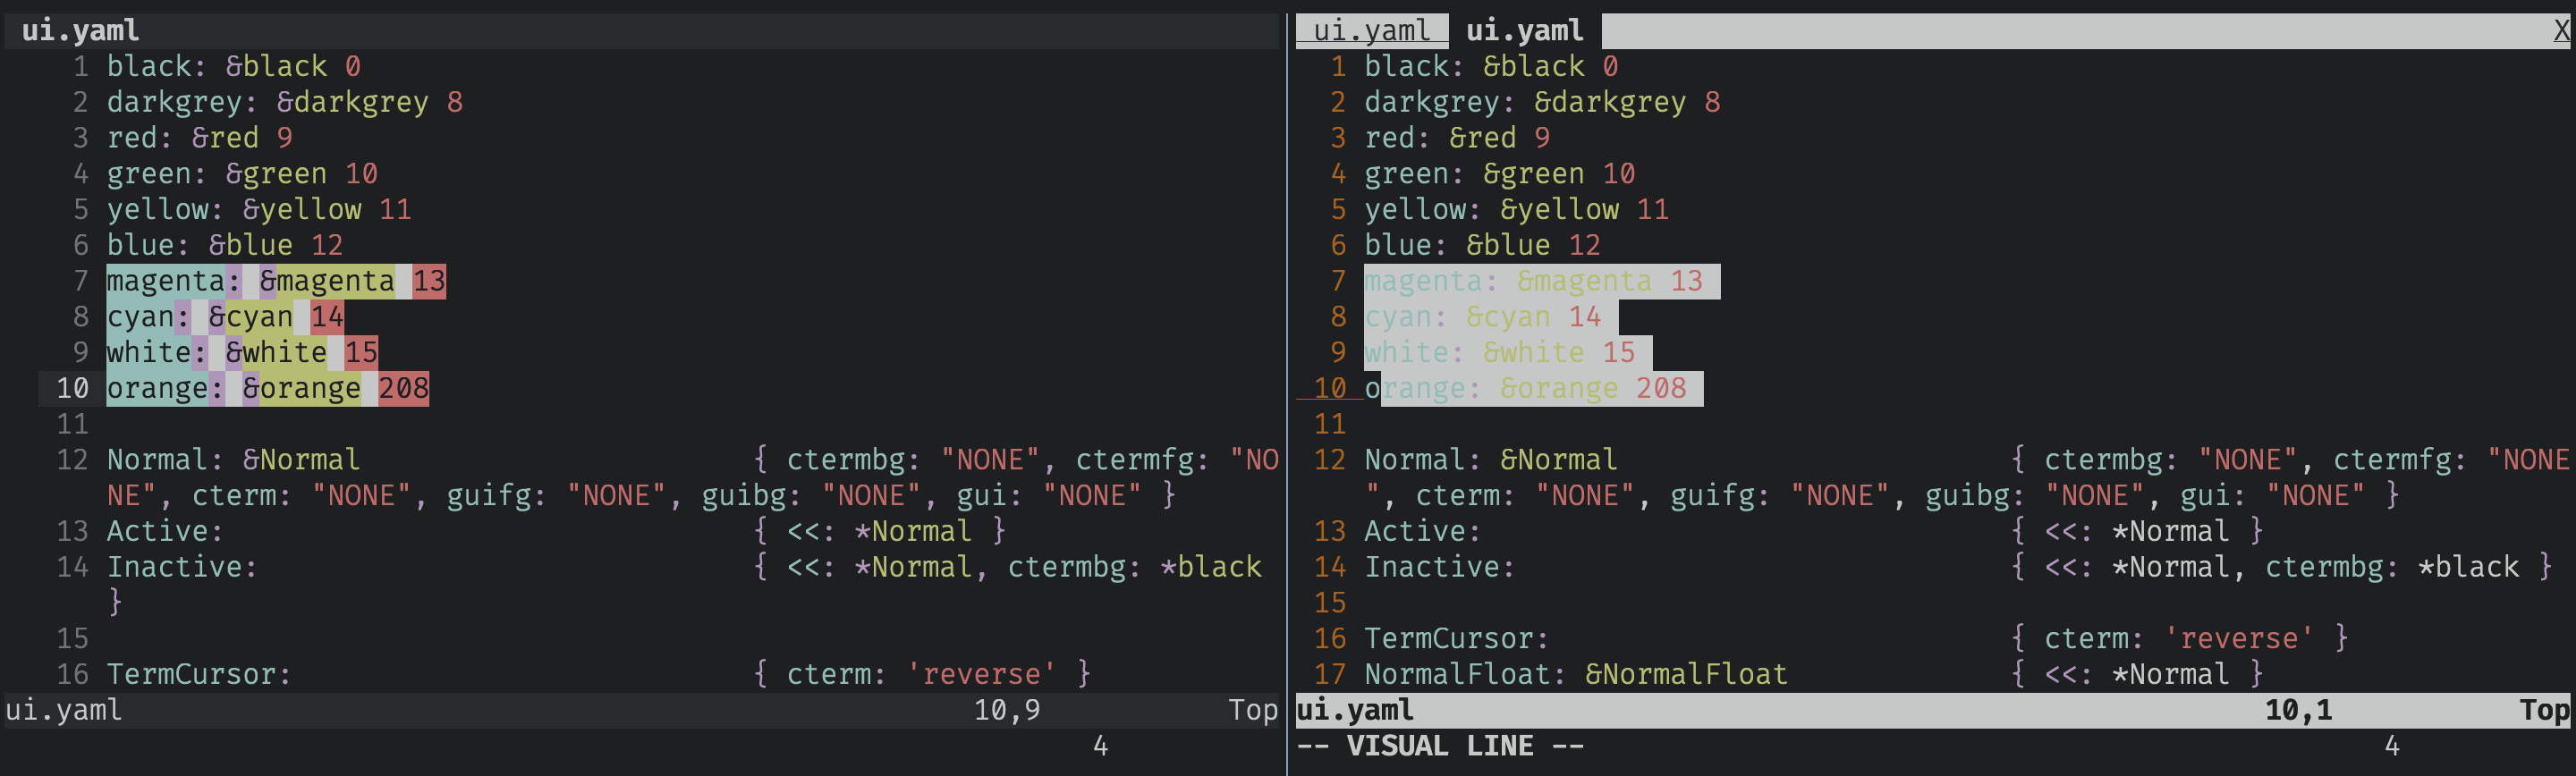 ui.yaml
1 black: &black 0
2 darkgrey: &darkgrey 8
3 red: &red 9
4 green: &green 10
5 yellow: &yellow 11
6 blue: &blue 12
7 magenta: &magenta 13
8 cyan: &cyan 14
9 white: &white 15
10 orange: &orange 208
11
12 Normal: &Normal { ctermbg: "NONE", ctermfg: "NO
NE", cterm: "NONE", guifg: "NONE", guibg: "NONE", gui: "NONE" }
13 Active: { <<: *Normal }
14 Inactive: { <<: *Normal, ctermbg: *black
}
15
16 TermCursor: { cterm: 'reverse' }
ui.yaml 10,9 Top
4
ui.yaml ui.yaml X
1 black: &black 0
2 darkgrey: &darkgrey 8
3 red: &red 9
4 green: &green 10
5 yellow: &yellow 11
6 blue: &blue 12
7 magenta: &magenta 13
8 cyan: &cyan 14
9 white: &white 15
10 orange: &orange 208
11
12 Normal: &Normal { ctermbg: "NONE", ctermfg: "NONE
", cterm: "NONE", guifg: "NONE", guibg: "NONE", gui: "NONE" }
13 Active: { <<: *Normal }
14 Inactive: { <<: *Normal, ctermbg: *black }
15
16 TermCursor: { cterm: 'reverse' }
17 NormalFloat: &NormalFloat { <<: *Normal }
ui.yaml 10,1 Top
-- VISUAL LINE -- 4